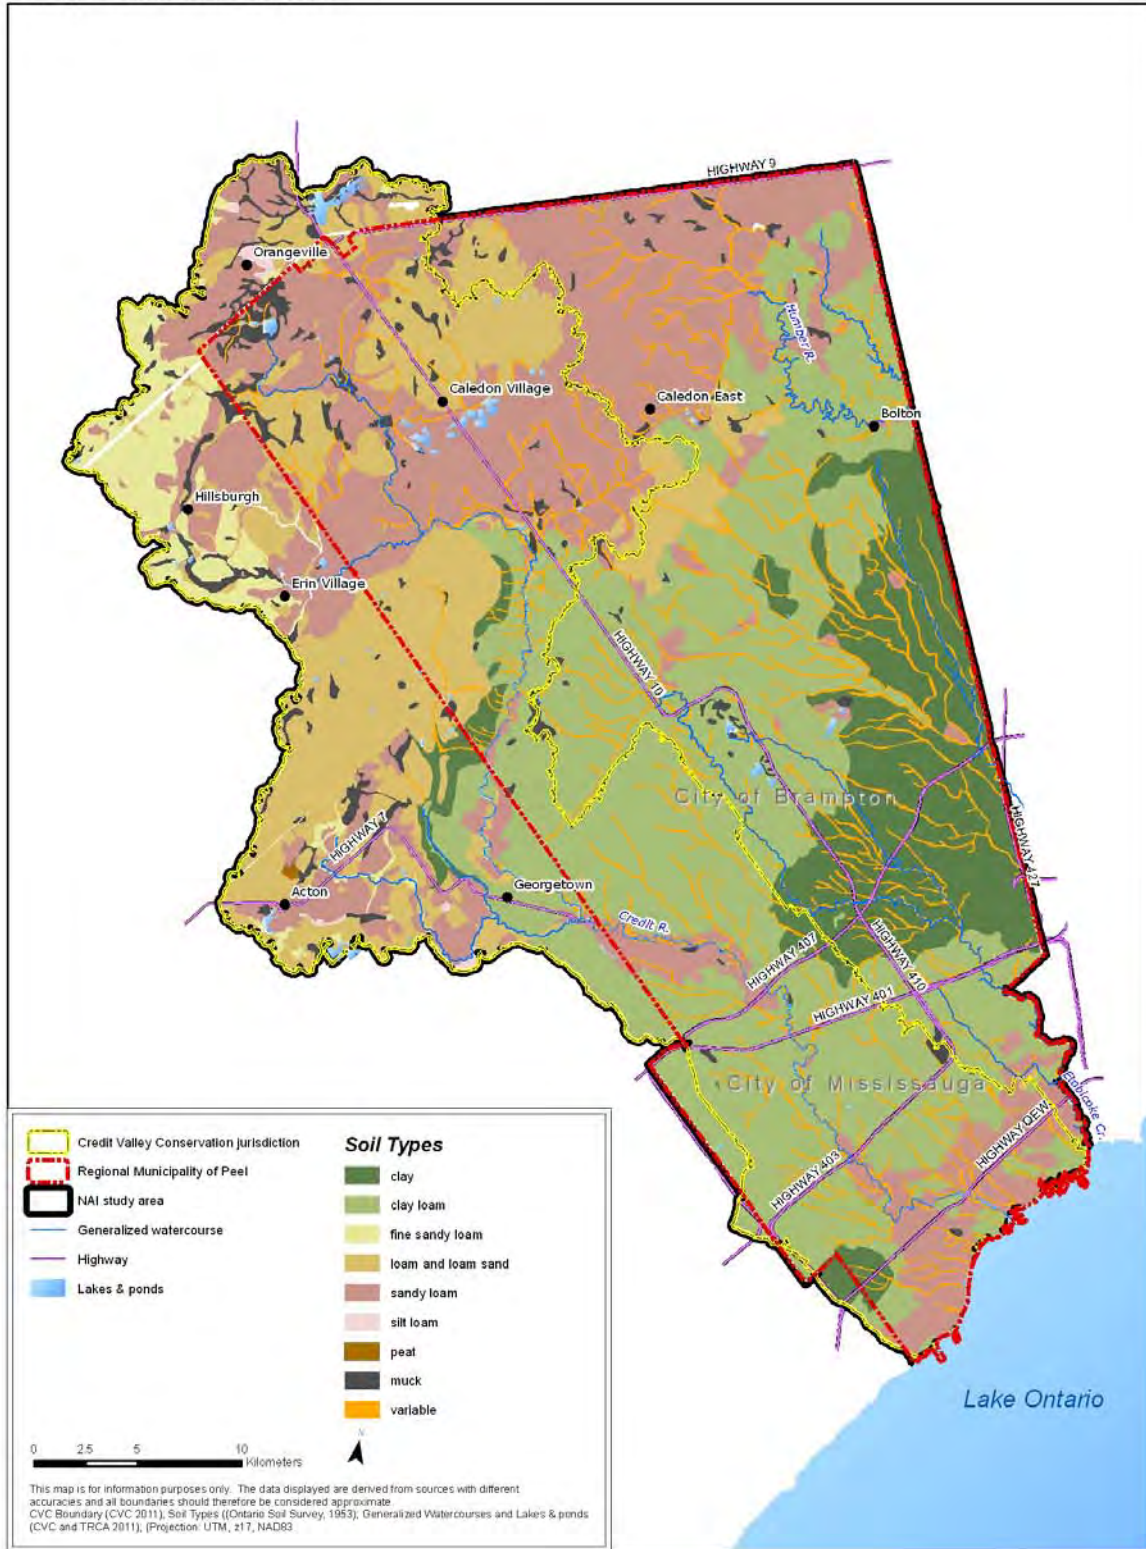 HIGHWAY 9
Orangeville
Humber R.
Caledon Village
Caledon East
Bolton
Hillsburgh
Erin Village
HIGHWAY 10
City of Brampton
HIGHWAY 7
HIGHWAY 427
Acton
Georgetown
Credit R.
HIGHWAY 407
HIGHWAY 410
HIGHWAY 401
City of Mississauga
Etobicoke Cr.
HIGHWAY QEW
HIGHWAY 403
Lake Ontario
Credit Valley Conservation jurisdiction
Regional Municipality of Peel
NAI study area
Generalized watercourse
Highway
Lakes & ponds
Soil Types
clay
clay loam
fine sandy loam
loam and loam sand
sandy loam
silt loam
peat
muck
variable
N
0 2.5 5 10
Kilometers
This map is for information purposes only. The data displayed are derived from sources with different
accuracies and all boundaries should therefore be considered approximate
CVC Boundary (CVC 2011); Soil Types ((Ontario Soil Survey, 1953); Generalized Watercourses and Lakes & ponds
(CVC and TRCA 2011); (Projection: UTM, z17, NAD83